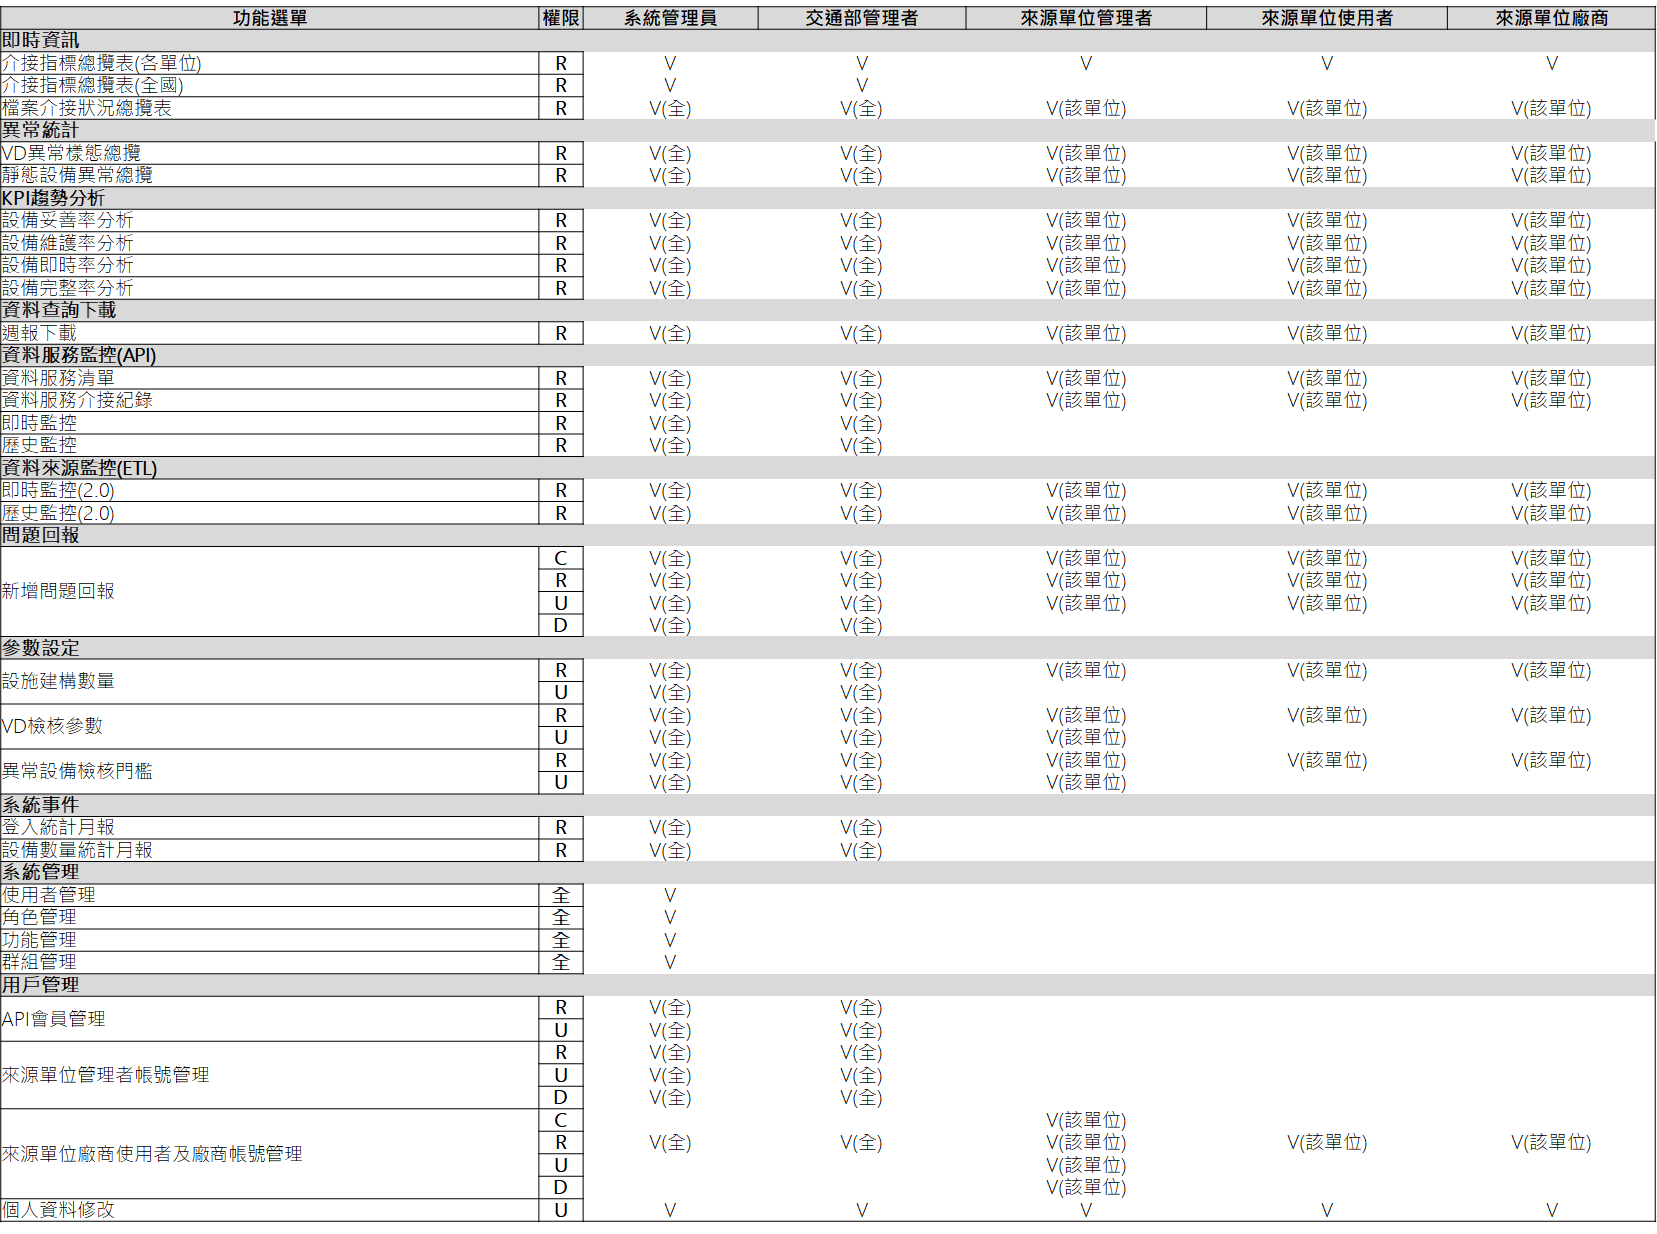 功能選單 權限 系統管理員 交通部管理者 來源單位管理者 來源單位使用者 來源單位廠商
即時資訊
介接指標總攬表(各單位) R V V V V V
介接指標總攬表(全國) R V V
檔案介接狀況總攬表 R V(全) V(全) V(該單位) V(該單位) V(該單位)
異常統計
VD異常樣態總攬 R V(全) V(全) V(該單位) V(該單位) V(該單位)
靜態設備異常總攬 R V(全) V(全) V(該單位) V(該單位) V(該單位)
KPI趨勢分析
設備妥善率分析 R V(全) V(全) V(該單位) V(該單位) V(該單位)
設備維護率分析 R V(全) V(全) V(該單位) V(該單位) V(該單位)
設備即時率分析 R V(全) V(全) V(該單位) V(該單位) V(該單位)
設備完整率分析 R V(全) V(全) V(該單位) V(該單位) V(該單位)
資料查詢下載
週報下載 R V(全) V(全) V(該單位) V(該單位) V(該單位)
資料服務監控(API)
資料服務清單 R V(全) V(全) V(該單位) V(該單位) V(該單位)
資料服務介接紀錄 R V(全) V(全) V(該單位) V(該單位) V(該單位)
即時監控 R V(全) V(全)
歷史監控 R V(全) V(全)
資料來源監控(ETL)
即時監控(2.0) R V(全) V(全) V(該單位) V(該單位) V(該單位)
歷史監控(2.0) R V(全) V(全) V(該單位) V(該單位) V(該單位)
問題回報
新增問題回報
C V(全) V(全) V(該單位) V(該單位) V(該單位)
R V(全) V(全) V(該單位) V(該單位) V(該單位)
U V(全) V(全) V(該單位) V(該單位) V(該單位)
D V(全) V(全)
參數設定
設施建構數量
R V(全) V(全) V(該單位) V(該單位) V(該單位)
U V(全) V(全)
VD檢核參數
R V(全) V(全) V(該單位) V(該單位) V(該單位)
U V(全) V(全) V(該單位)
異常設備檢核門檻
R V(全) V(全) V(該單位) V(該單位) V(該單位)
U V(全) V(全) V(該單位)
系統事件
登入統計月報 R V(全) V(全)
設備數量統計月報 R V(全) V(全)
系統管理
使用者管理 全 V
角色管理 全 V
功能管理 全 V
群組管理 全 V
用戶管理
API會員管理
R V(全) V(全)
U V(全) V(全)
來源單位管理者帳號管理
R V(全) V(全)
U V(全) V(全)
D V(全) V(全)
來源單位廠商使用者及廠商帳號管理
C V(該單位)
R V(全) V(全) V(該單位) V(該單位) V(該單位)
U V(該單位)
D V(該單位)
個人資料修改 U V V V V V